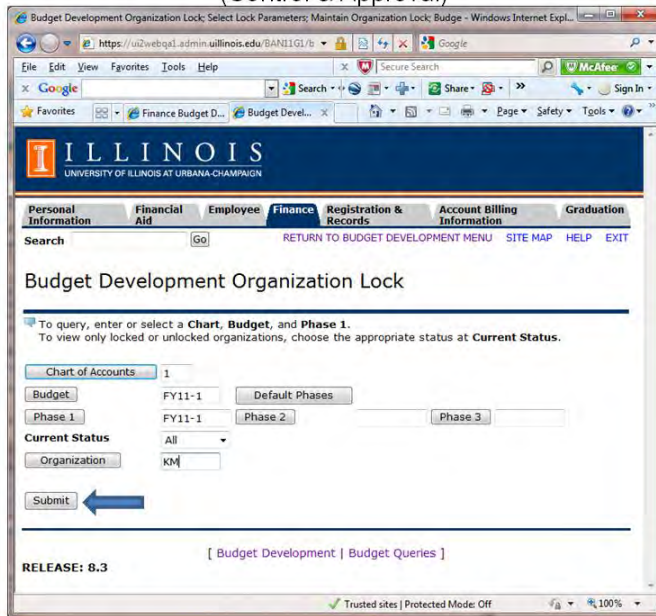 (Control & Approval)
Budget Development Organization Lock; Select Lock Parameters; Maintain Organization Lock; Budge - Windows Internet Expl...
https://ui2webqa1.admin.uillinois.edu/BANI1G1/b
Google
File Edit View Favorites Tools Help
x Secure Search McAfee
x Google Search Share » Sign In
Favorites Finance Budget D... Budget Devel... x Page Safety Tools »
ILLINOIS
UNIVERSITY OF ILLINOIS AT URBANA-CHAMPAIGN
Personal Information Financial Aid Employee Finance Registration & Records Account Billing Information Graduation
Search Go RETURN TO BUDGET DEVELOPMENT MENU SITE MAP HELP EXIT
Budget Development Organization Lock
To query, enter or select a Chart, Budget, and Phase 1.
To view only locked or unlocked organizations, choose the appropriate status at Current Status.
Chart of Accounts 1
Budget FY11-1 Default Phases
Phase 1 FY11-1 Phase 2 Phase 3
Current Status All
Organization KM
Submit
[ Budget Development | Budget Queries ]
RELEASE: 8.3
Trusted sites | Protected Mode: Off 100%